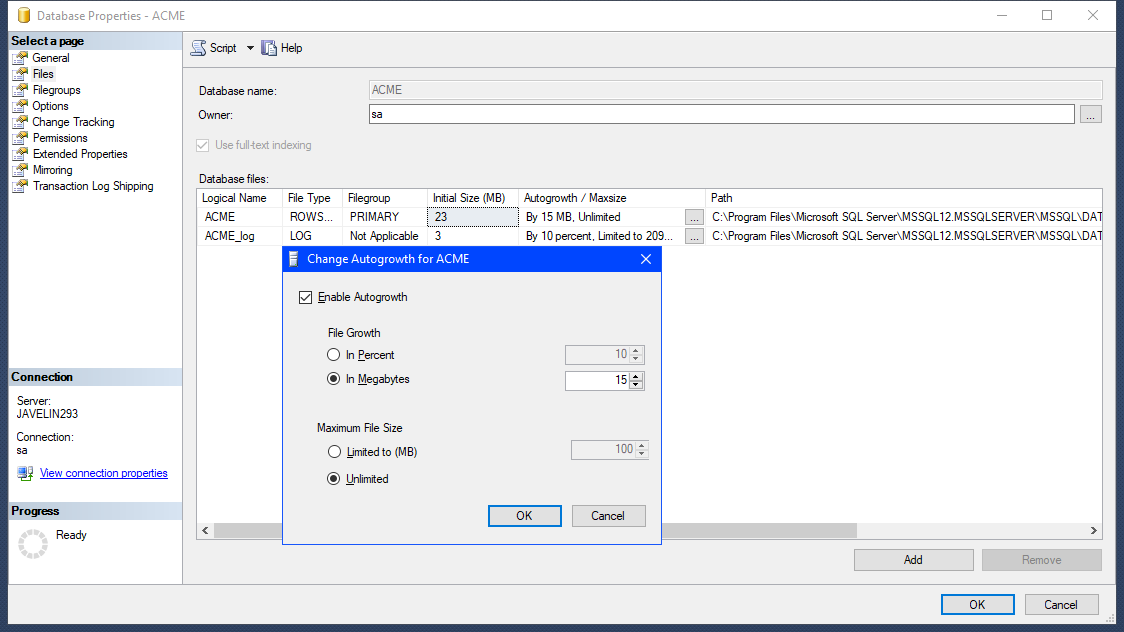 Database Properties - ACME
Select a page
General
Files
Filegroups
Options
Change Tracking
Permissions
Extended Properties
Mirroring
Transaction Log Shipping
Connection
Server:
JAVELIN293
Connection:
sa
View connection properties
Progress
Ready
Script Help
Database name: ACME
Owner: sa ...
Use full-text indexing
Database files:
Logical Name File Type Filegroup Initial Size (MB) Autogrowth / Maxsize Path
ACME ROWS... PRIMARY 23 By 15 MB, Unlimited ... C:\Program Files\Microsoft SQL Server\MSSQL12.MSSQLSERVER\MSSQL\DAT
ACME_log LOG Not Applicable 3 By 10 percent, Limited to 209... ... C:\Program Files\Microsoft SQL Server\MSSQL12.MSSQLSERVER\MSSQL\DAT
Change Autogrowth for ACME
Enable Autogrowth
File Growth
In Percent 10
In Megabytes 15
Maximum File Size
Limited to (MB) 100
Unlimited
OK Cancel
Add Remove
OK Cancel